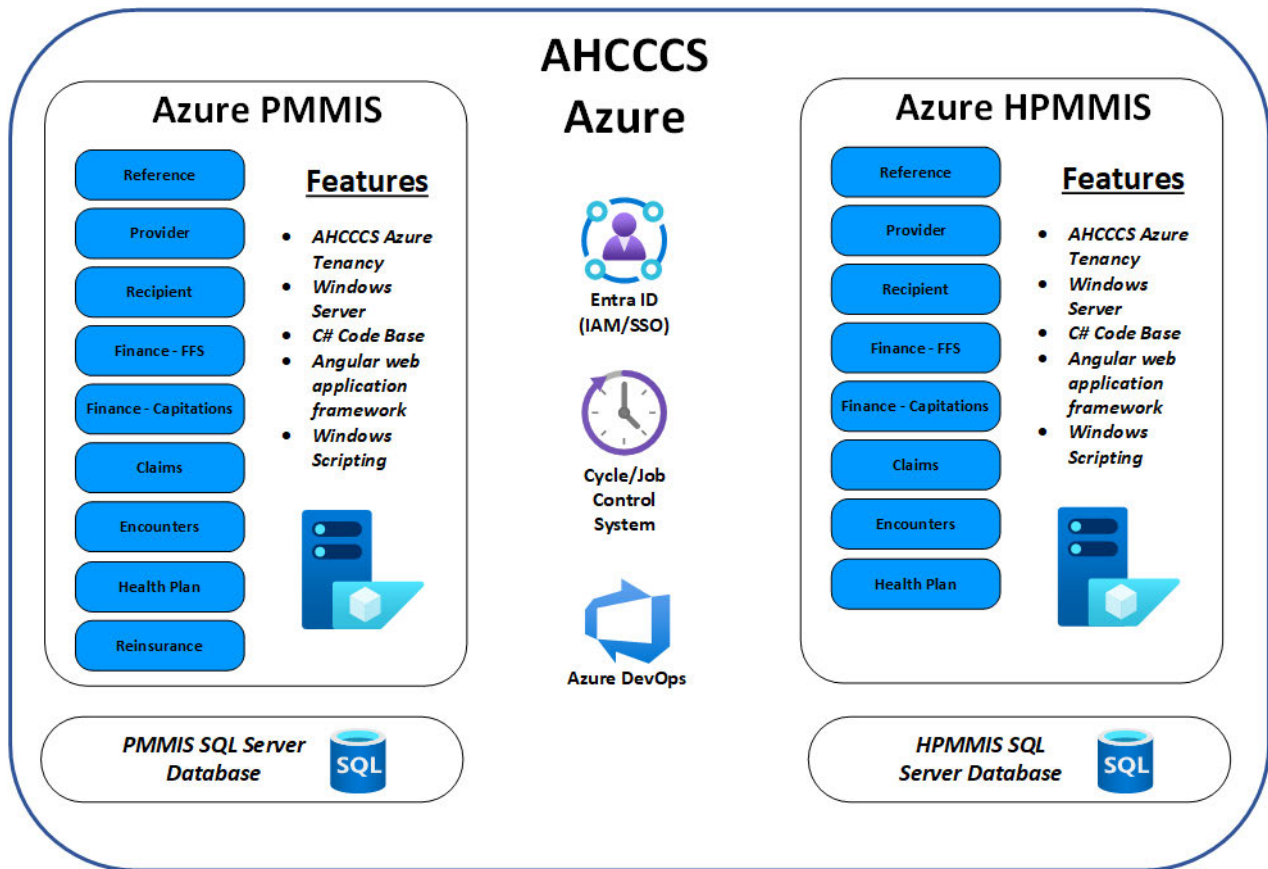 AHCCCS
Azure
Azure PMMIS
Reference
Provider
Recipient
Finance - FFS
Finance - Capitations
Claims
Encounters
Health Plan
Reinsurance
Features
• AHCCCS Azure
Tenancy
• Windows
Server
• C# Code Base
• Angular web
application
framework
• Windows
Scripting
PMMIS SQL Server
Database
SQL
Entra ID
(IAM/SSO)
Cycle/Job
Control
System
Azure DevOps
Azure HPMMIS
Reference
Provider
Recipient
Finance - FFS
Finance - Capitations
Claims
Encounters
Health Plan
Features
• AHCCCS Azure
Tenancy
• Windows
Server
• C# Code Base
• Angular web
application
framework
• Windows
Scripting
HPMMIS SQL
Server Database
SQL